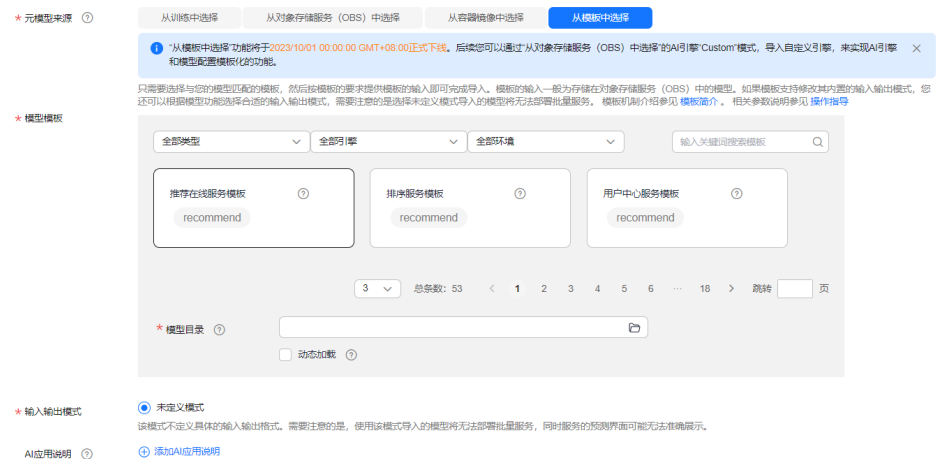 * 元模型来源 ? 从训练中选择 从对象存储服务（OBS）中选择 从容器镜像中选择 从模板中选择
"从模板中选择"功能将于2023/10/01 00:00:00 GMT+08:00正式下线。后续您可以通过"从对象存储服务（OBS）中选择"的AI引擎"Custom"模式，导入自定义引擎，来实现AI引擎
和模型配置模板化的功能。
只需要选择与您的模型匹配的模板，然后按模板的要求提供模板的输入即可完成导入。模板的输入一般为存储在对象存储服务（OBS）中的模型。如果模板支持修改其内置的输入输出模式，您
还可以根据模型功能选择合适的输入输出模式，需要注意的是选择未定义模式导入的模型将无法部署批量服务。 模板机制介绍参见 模板简介 。 相关参数说明参见 操作指导
* 模型模板
全部类型 全部引擎 全部环境 输入关键词搜索模板
推荐在线服务模板 ? 排序服务模板 ? 用户中心服务模板 ?
recommend recommend recommend
3 总条数: 53 < 1 2 3 4 5 6 ... 18 > 跳转 页
* 模型目录 ?
动态加载 ?
* 输入输出模式 未定义模式
该模式不定义具体的输入输出格式。需要注意的是，使用该模式导入的模型将无法部署批量服务，同时服务的预测界面可能无法准确展示。
AI应用说明 ? 添加AI应用说明